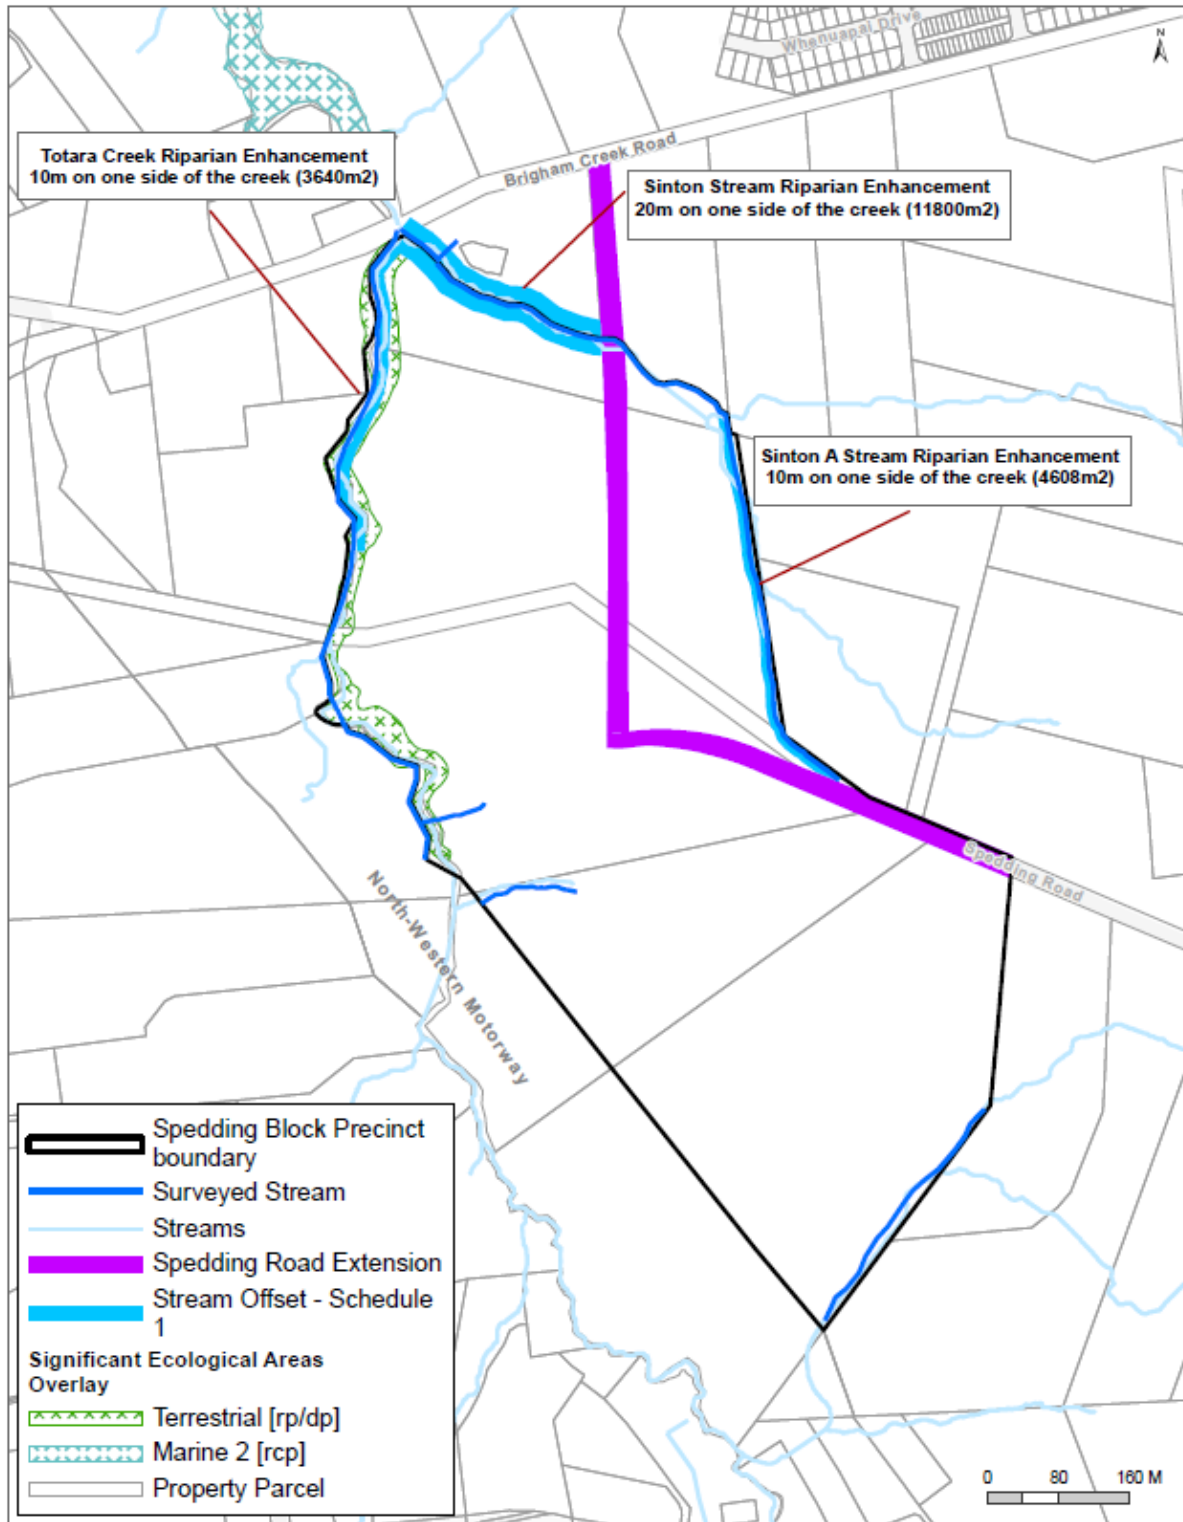 Whenuapai Drive
N
Brigham Creek Road
Totara Creek Riparian Enhancement
10m on one side of the creek (3640m2)
Sinton Stream Riparian Enhancement
20m on one side of the creek (11800m2)
Sinton A Stream Riparian Enhancement
10m on one side of the creek (4608m2)
Spedding Road
North-Western Motorway
Spedding Block Precinct
boundary
Surveyed Stream
Streams
Spedding Road Extension
Stream Offset - Schedule
1
Significant Ecological Areas
Overlay
Terrestrial [rp/dp]
Marine 2 [rcp]
Property Parcel
0 80 160 M